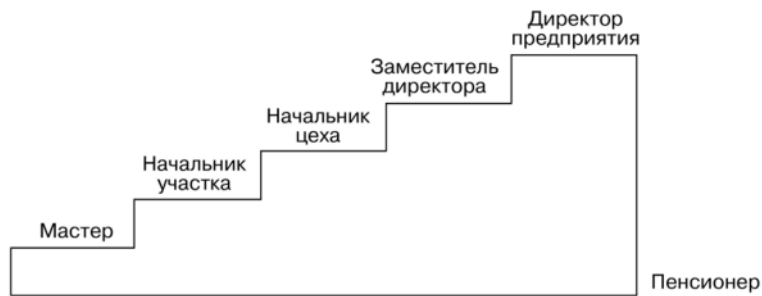 Директор
предприятия
Заместитель
директора
Начальник
цеха
Начальник
участка
Мастер
Пенсионер